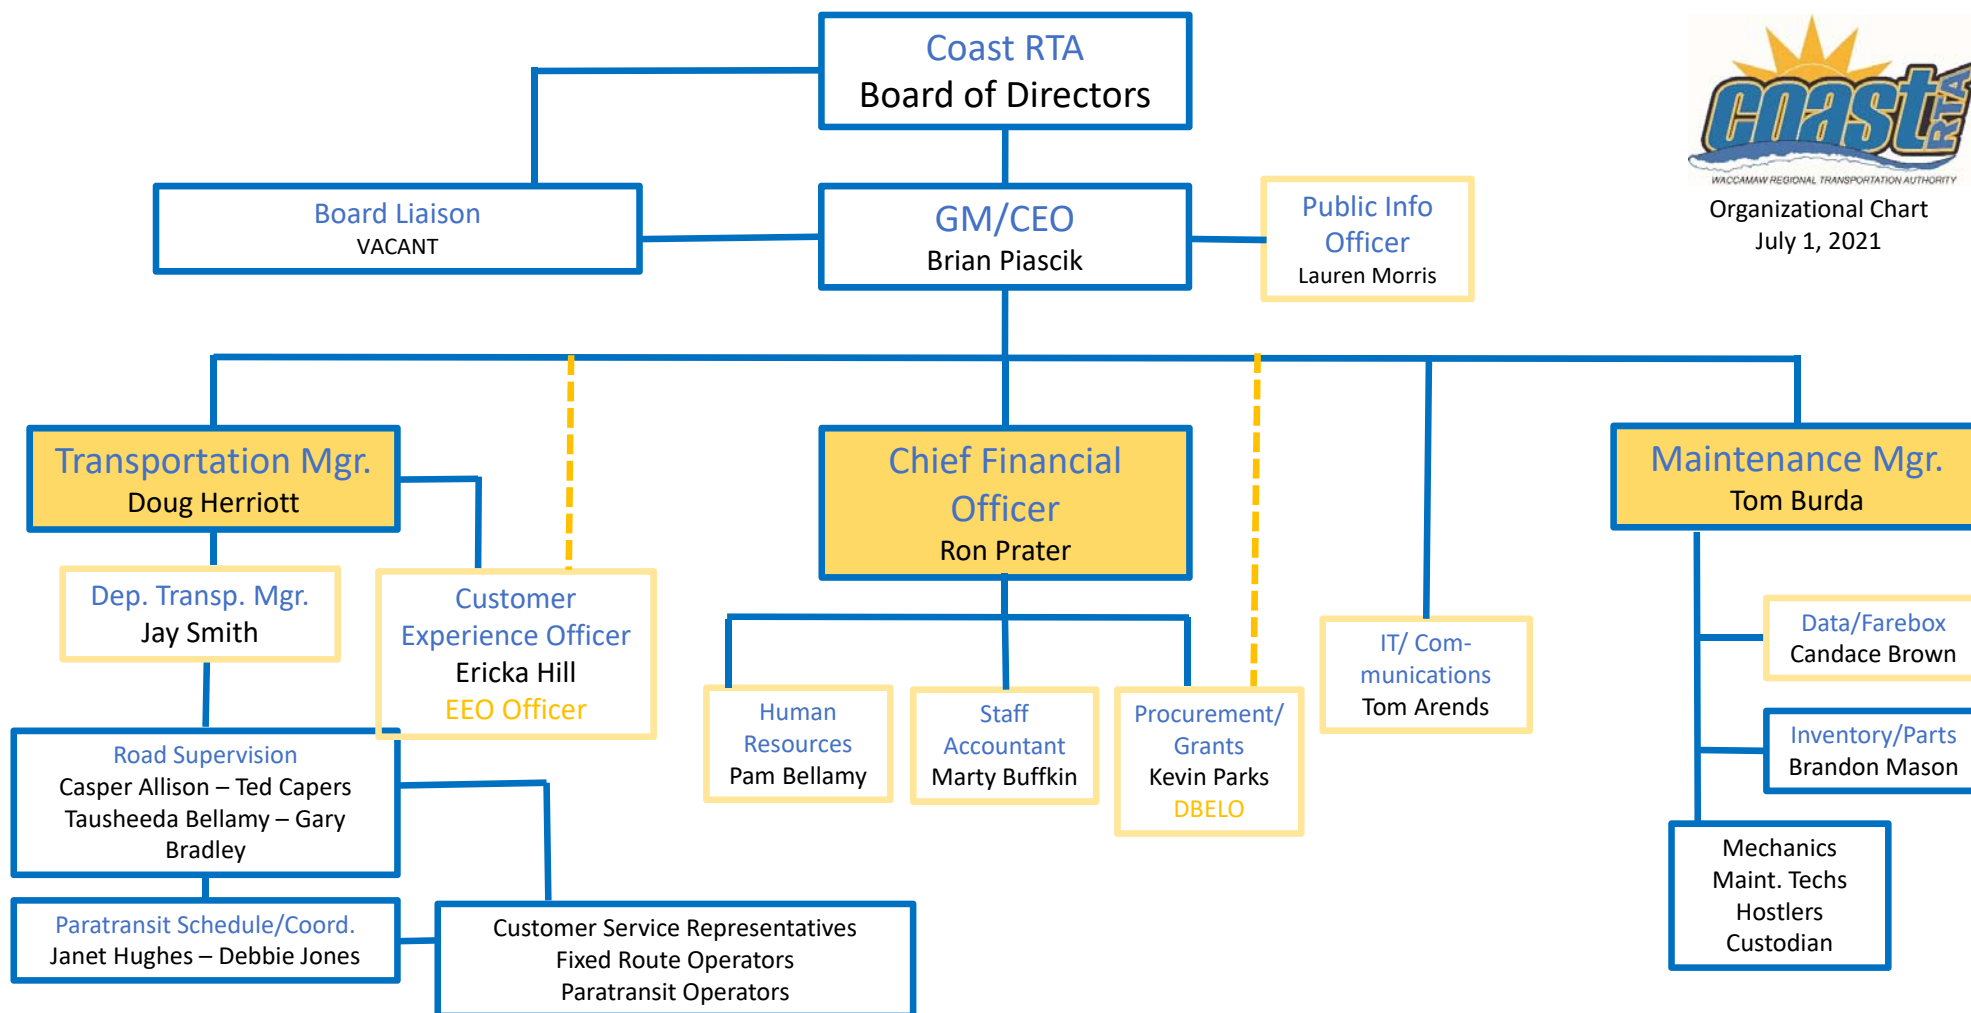 Coast RTA
Board of Directors
coast RTA
WACCAMAW REGIONAL TRANSPORTATION AUTHORITY
Organizational Chart
July 1, 2021
Board Liaison
VACANT
GM/CEO
Brian Piascik
Public Info
Officer
Lauren Morris
Transportation Mgr.
Doug Herriott
Chief Financial
Officer
Ron Prater
Maintenance Mgr.
Tom Burda
Dep. Transp. Mgr.
Jay Smith
Customer
Experience Officer
Ericka Hill
EEO Officer
Human
Resources
Pam Bellamy
Staff
Accountant
Marty Buffkin
Procurement/
Grants
Kevin Parks
DBELO
IT/ Com-
munications
Tom Arends
Data/Farebox
Candace Brown
Inventory/Parts
Brandon Mason
Road Supervision
Casper Allison – Ted Capers
Tausheeda Bellamy – Gary
Bradley
Paratransit Schedule/Coord.
Janet Hughes – Debbie Jones
Customer Service Representatives
Fixed Route Operators
Paratransit Operators
Mechanics
Maint. Techs
Hostlers
Custodian